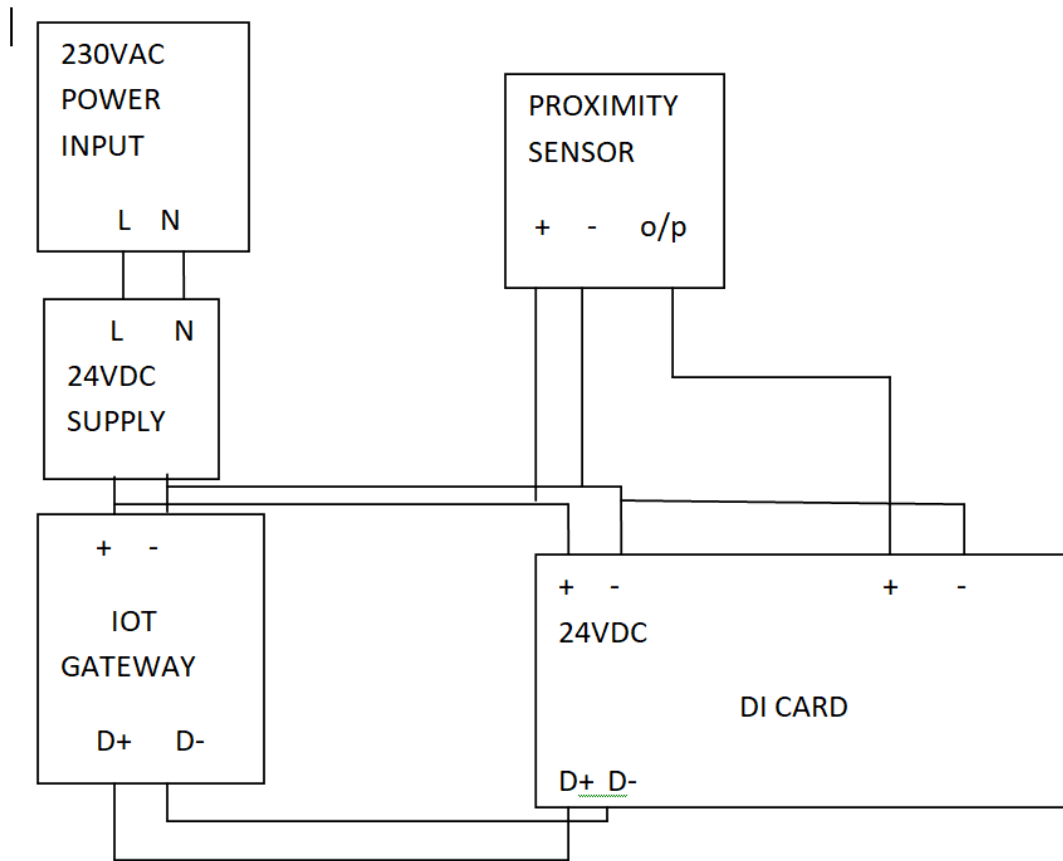 230VAC
POWER
INPUT
L N
L N
24VDC
SUPPLY
PROXIMITY
SENSOR
+ - o/p
+ -
IOT
GATEWAY
D+ D-
+ - + -
24VDC
DI CARD
D+ D-